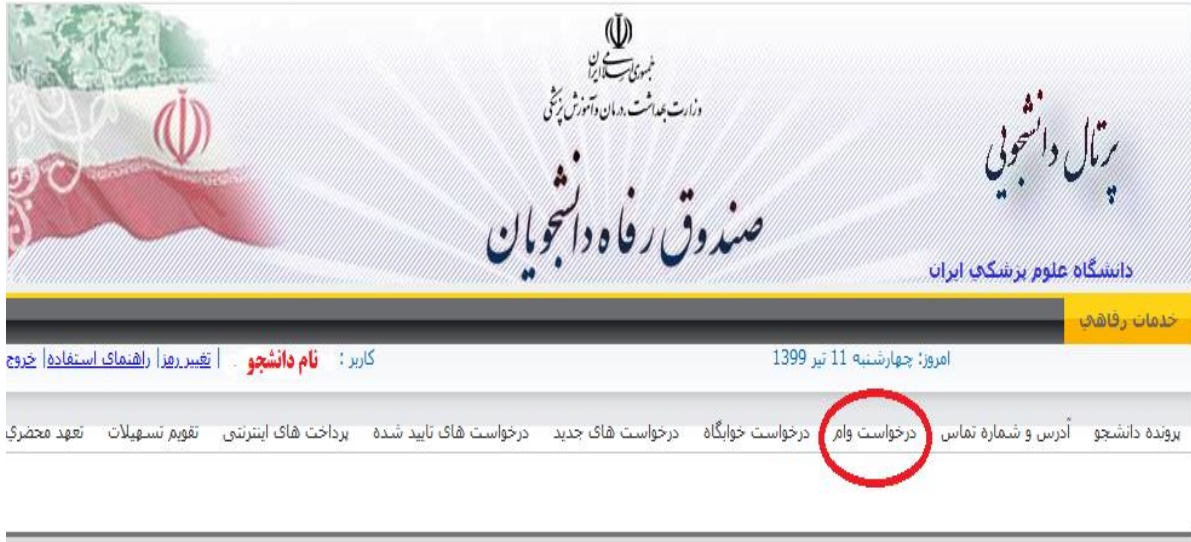 جمهوری اسلامی ایران
وزارت بهداشت، درمان و آموزش پزشکی
پرتال دانشجویی
صندوق رفاه دانشجویان
دانشگاه علوم پزشکی ایران
خدمات رفاهي
امروز: چهارشنبه 11 تیر 1399 کاربر : نام دانشجو . | تغییر رمز | راهنمای استفاده | خروج
پرونده دانشجو آدرس و شماره تماس درخواست وام درخواست خوابگاه درخواست های جدید درخواست های تایید شده پرداخت های اینترنتی تقویم تسهیلات تعهد محضری